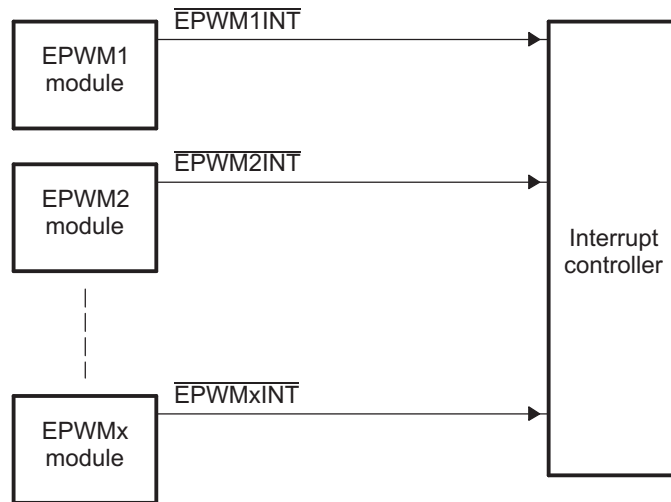 EPWM1INT
EPWM1
module
EPWM2INT
EPWM2
module
Interrupt
controller
EPWMxINT
EPWMx
module